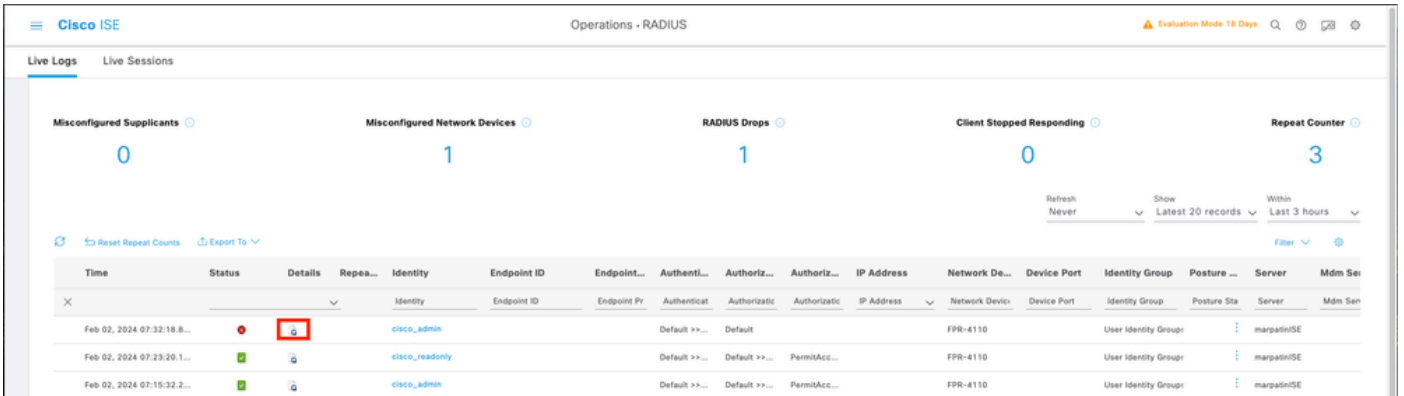 Cisco ISE Operations · RADIUS Evaluation Mode 18 Days
Live Logs Live Sessions
Misconfigured Supplicants Misconfigured Network Devices RADIUS Drops Client Stopped Responding Repeat Counter
0 1 1 0 3
Refresh Show Within
Never Latest 20 records Last 3 hours
Reset Repeat Counts Export To Filter
Time Status Details Repea... Identity Endpoint ID Endpoint... Authenti... Authoriz... Authoriz... IP Address Network De... Device Port Identity Group Posture ... Server Mdm Ser
Identity Endpoint ID Endpoint Pr Authenticat Authorizatic Authorizatic IP Address Network Device Device Port Identity Group Posture Sta Server Mdm Serv
Feb 02, 2024 07:32:18.8... cisco_admin Default >>... Default FPR-4110 User Identity Groups marpatinISE
Feb 02, 2024 07:23:20.1... cisco_readonly Default >>... Default >>... PermitAcc... FPR-4110 User Identity Groups marpatinISE
Feb 02, 2024 07:15:32.2... cisco_admin Default >>... Default >>... PermitAcc... FPR-4110 User Identity Groups marpatinISE